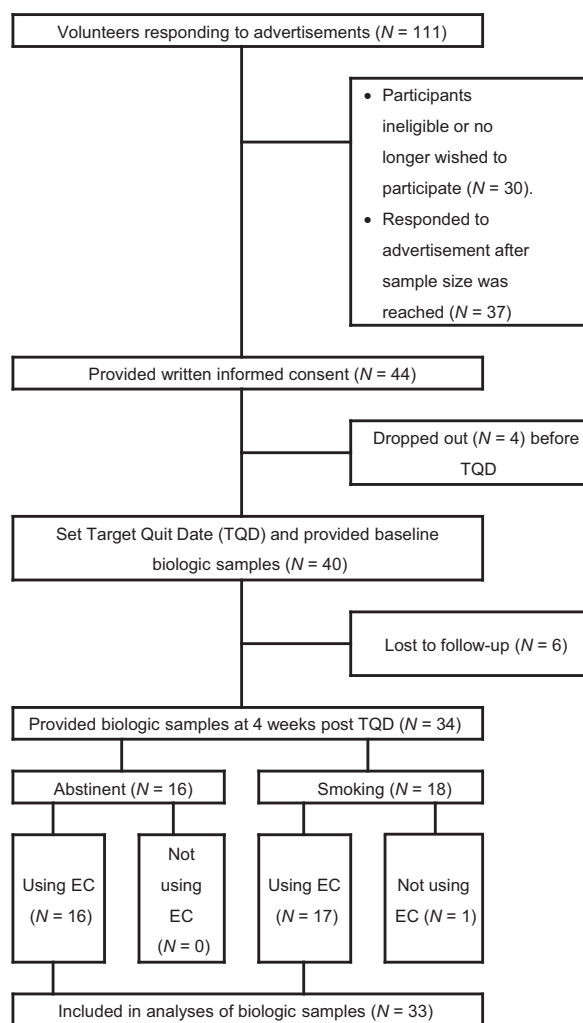 Volunteers responding to advertisements (N = 111)
• Participants
ineligible or no
longer wished to
participate (N = 30).
• Responded to
advertisement after
sample size was
reached (N = 37)
Provided written informed consent (N = 44)
Dropped out (N = 4) before
TQD
Set Target Quit Date (TQD) and provided baseline
biologic samples (N = 40)
Lost to follow-up (N = 6)
Provided biologic samples at 4 weeks post TQD (N = 34)
Abstinent (N = 16)
Smoking (N = 18)
Using EC
(N = 16)
Not
using
EC
(N = 0)
Using EC
(N = 17)
Not using
EC (N = 1)
Included in analyses of biologic samples (N = 33)